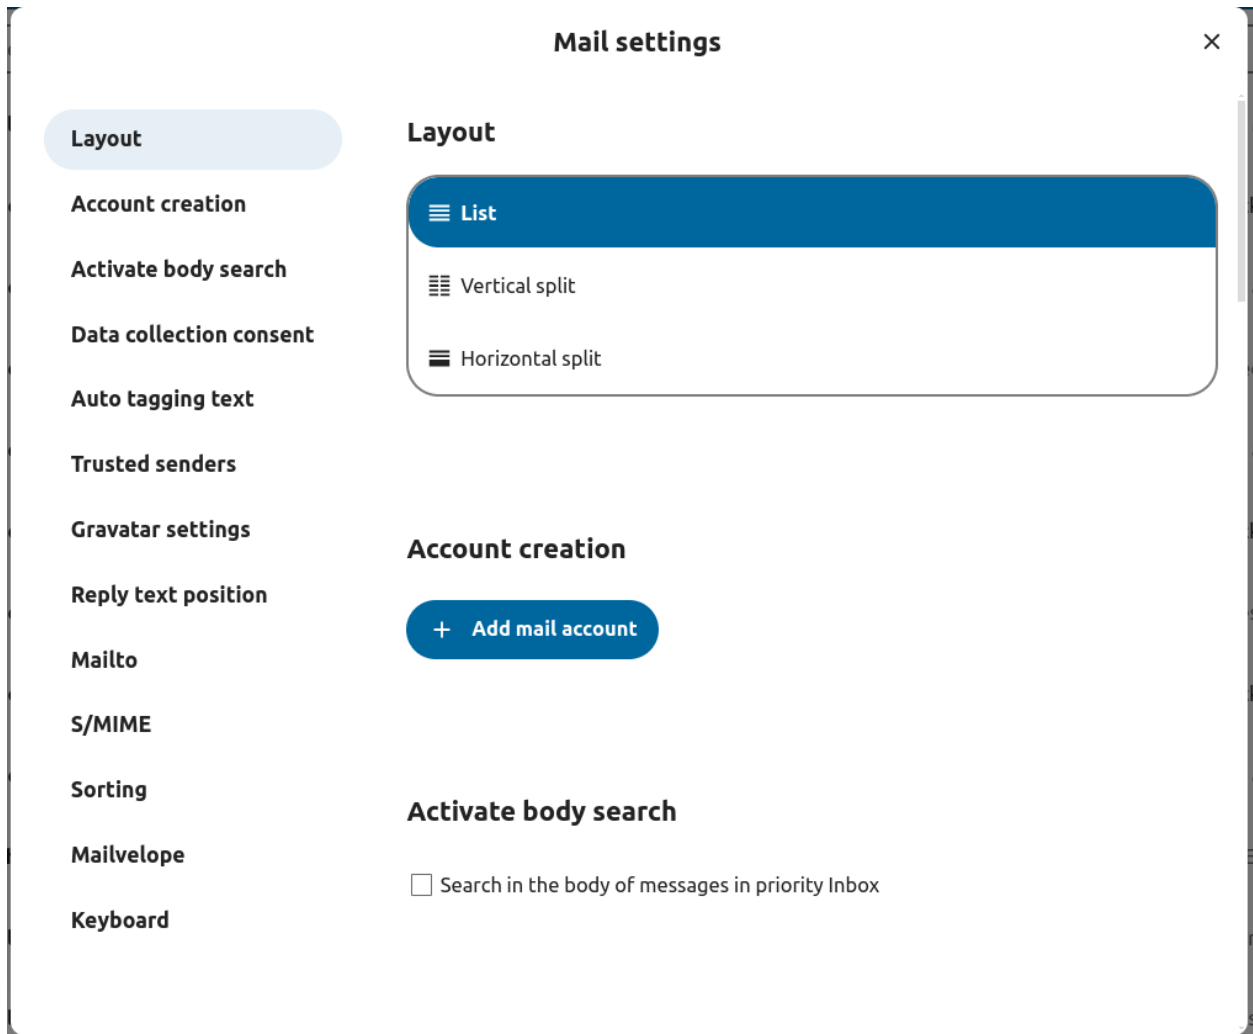 Mail settings
Layout
Account creation
Activate body search
Data collection consent
Auto tagging text
Trusted senders
Gravatar settings
Reply text position
Mailto
S/MIME
Sorting
Mailvelope
Keyboard
Layout
List
Vertical split
Horizontal split
Account creation
+ Add mail account
Activate body search
Search in the body of messages in priority Inbox